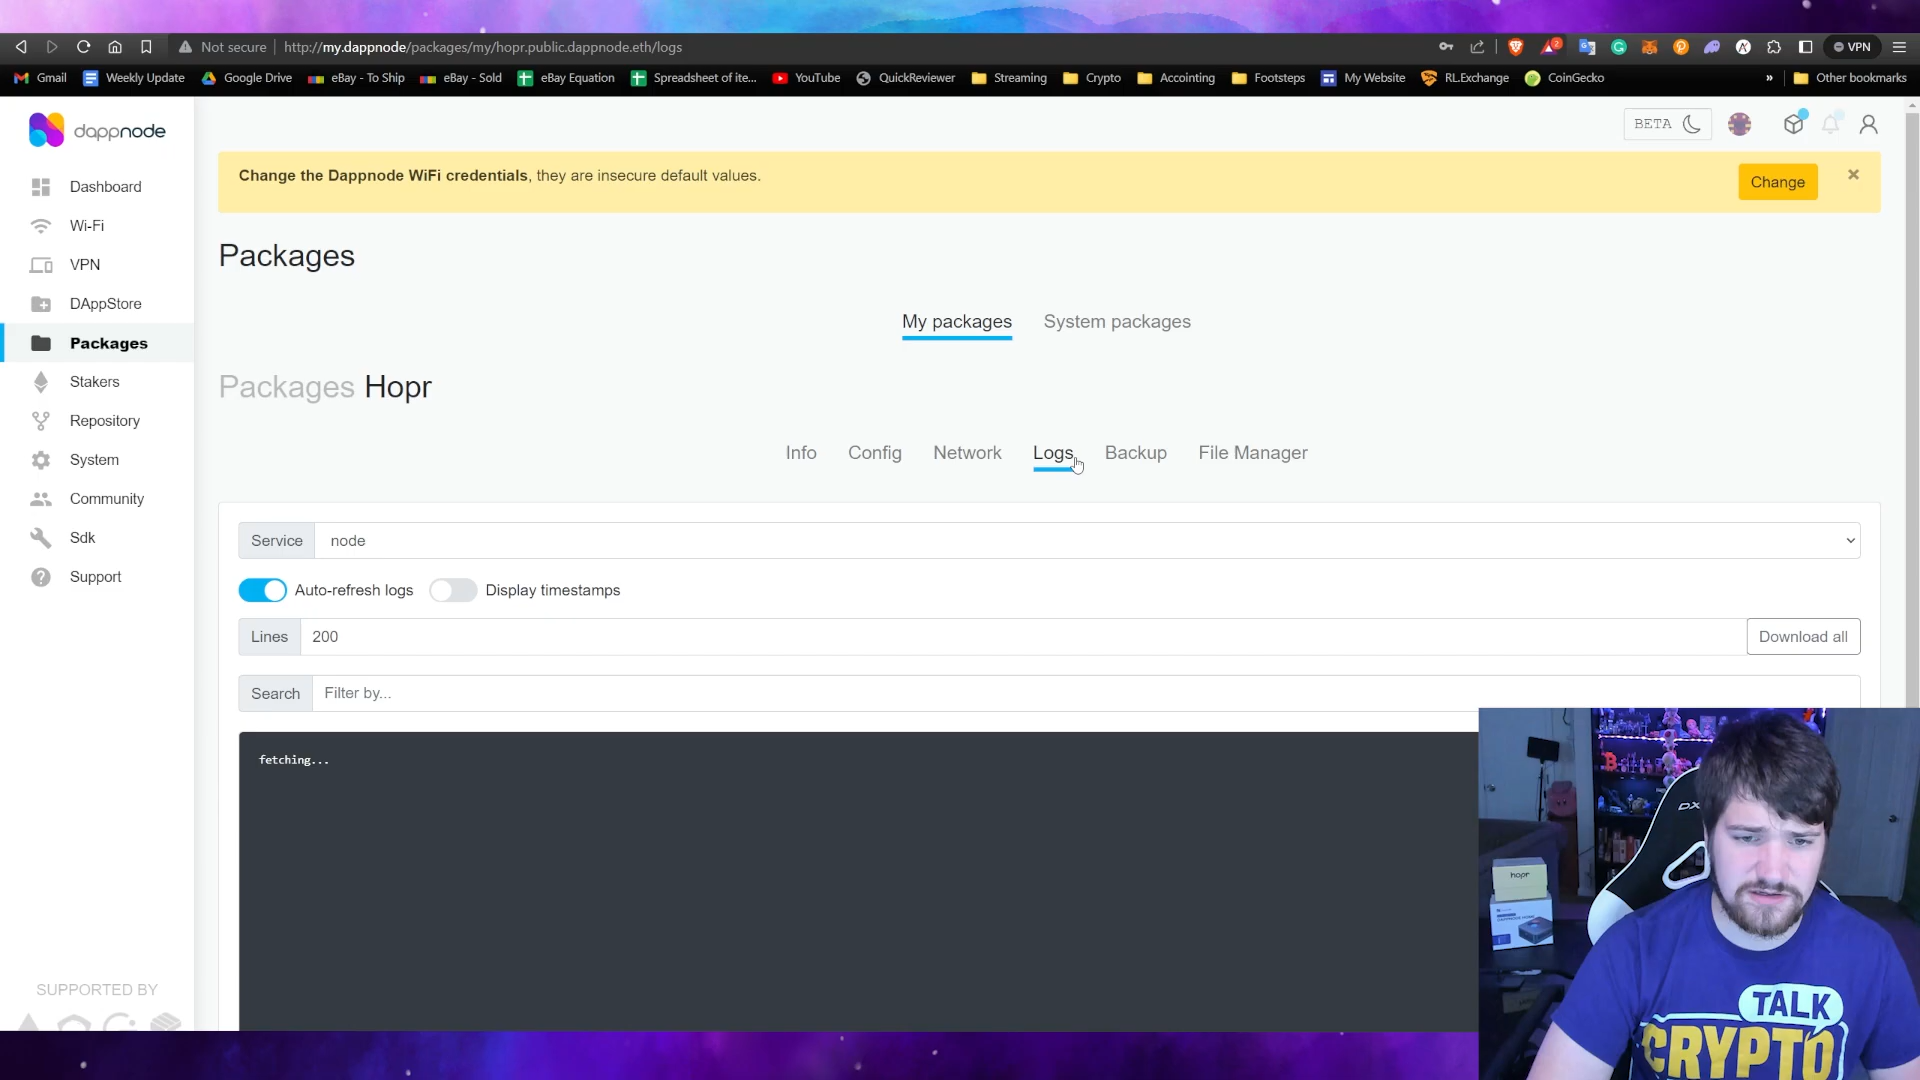 Not secure http://my.dappnode/packages/my/hopr.public.dappnode.eth/logs
2 VPN
Gmail Weekly Update Google Drive eBay - To Ship eBay - Sold eBay Equation Spreadsheet of ite... YouTube QuickReviewer Streaming Crypto Accointing Footsteps My Website RL.Exchange CoinGecko » Other bookmarks
dappnode
BETA
Dashboard
Wi-Fi
VPN
DAppStore
Packages
Stakers
Repository
System
Community
Sdk
Support
SUPPORTED BY
Change the Dappnode WiFi credentials, they are insecure default values.
Change ×
Packages
My packages System packages
Packages Hopr
Info Config Network Logs Backup File Manager
Service node
Auto-refresh logs Display timestamps
Lines 200 Download all
Search Filter by...
fetching...
hopr
DX
TALK
CRYPTO